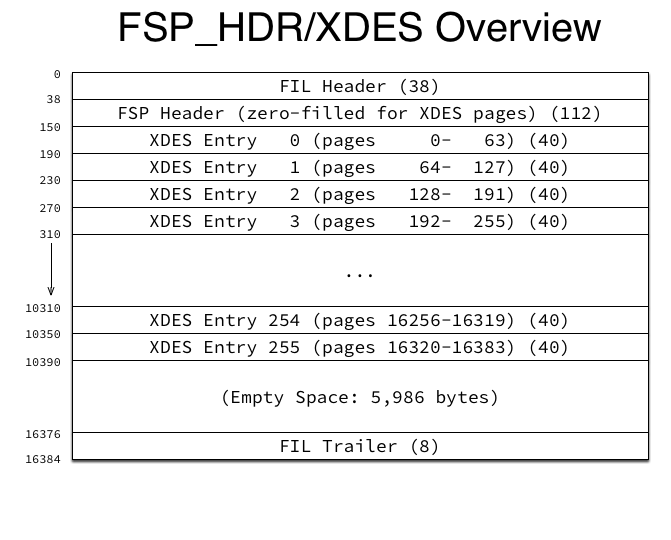 FSP_HDR/XDES Overview
0
FIL Header (38)
38
FSP Header (zero-filled for XDES pages) (112)
150
XDES Entry 0 (pages 0- 63) (40)
190
XDES Entry 1 (pages 64- 127) (40)
230
XDES Entry 2 (pages 128- 191) (40)
270
XDES Entry 3 (pages 192- 255) (40)
310
...
10310
XDES Entry 254 (pages 16256-16319) (40)
10350
XDES Entry 255 (pages 16320-16383) (40)
10390
(Empty Space: 5,986 bytes)
16376
FIL Trailer (8)
16384